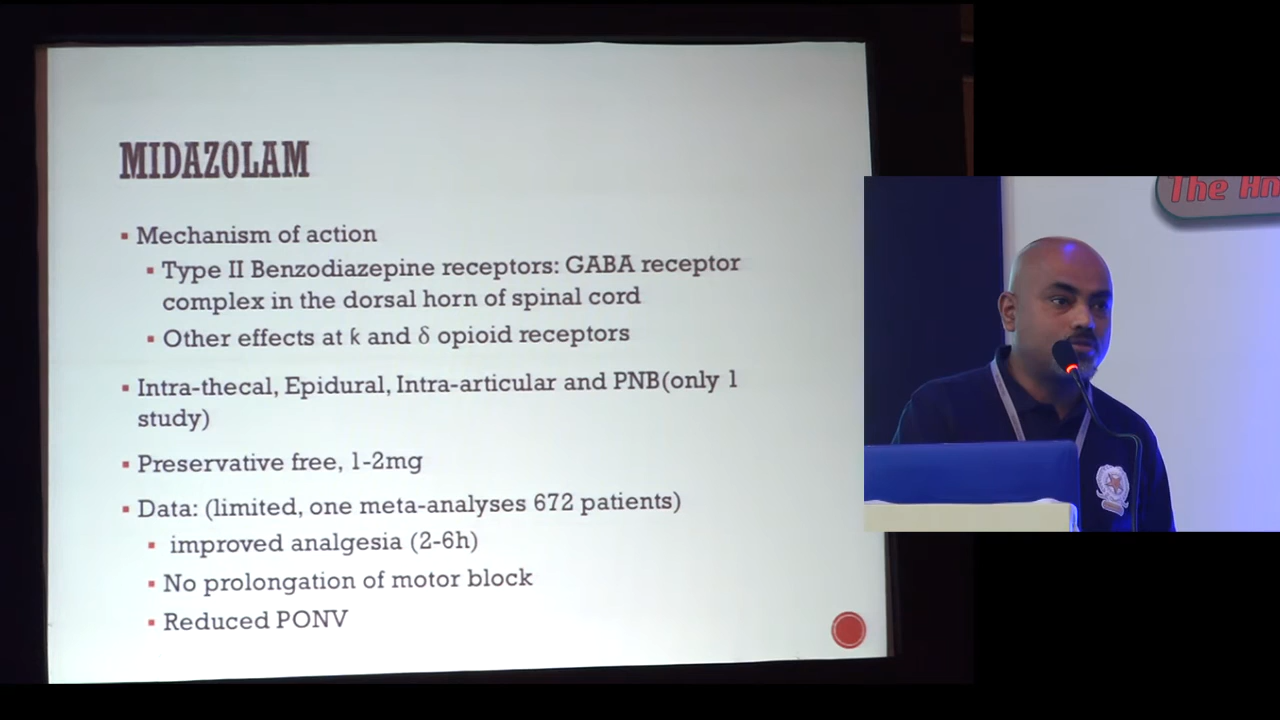 MIDAZOLAM
▪ Mechanism of action
▪ Type II Benzodiazepine receptors: GABA receptor
complex in the dorsal horn of spinal cord
▪ Other effects at ƙ and δ opioid receptors
▪ Intra-thecal, Epidural, Intra-articular and PNB(only 1
study)
▪ Preservative free, 1-2mg
▪ Data: (limited, one meta-analyses 672 patients)
▪ improved analgesia (2-6h)
▪ No prolongation of motor block
▪ Reduced PONV
The